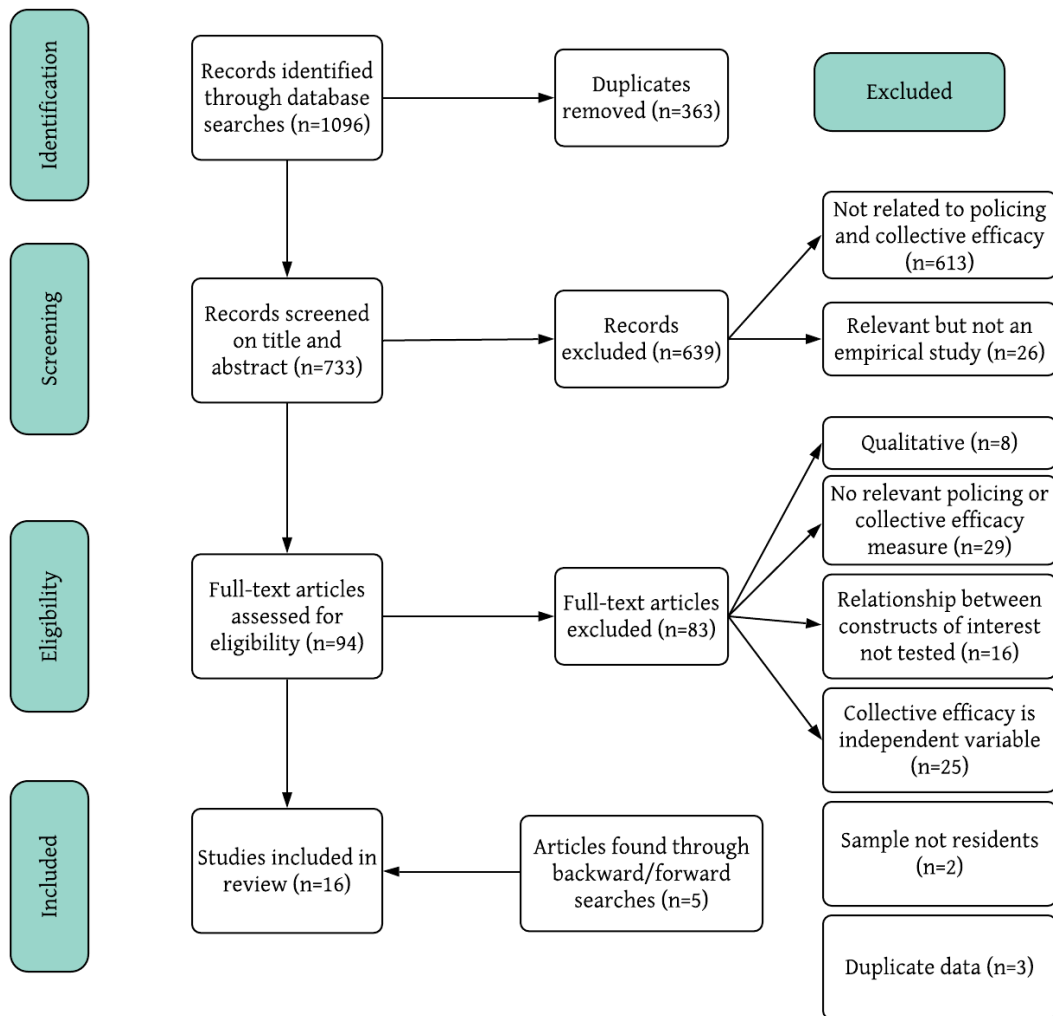 Identification
Records identified
through database
searches (n=1096)
Duplicates
removed (n=363)
Excluded
Screening
Records screened
on title and
abstract (n=733)
Records
excluded (n=639)
Not related to policing
and collective efficacy
(n=613)
Relevant but not an
empirical study (n=26)
Eligibility
Full-text articles
assessed for
eligibility (n=94)
Full-text articles
excluded (n=83)
Qualitative (n=8)
No relevant policing or
collective efficacy
measure (n=29)
Relationship between
constructs of interest
not tested (n=16)
Collective efficacy is
independent variable
(n=25)
Included
Studies included in
review (n=16)
Articles found through
backward/forward
searches (n=5)
Sample not residents
(n=2)
Duplicate data (n=3)